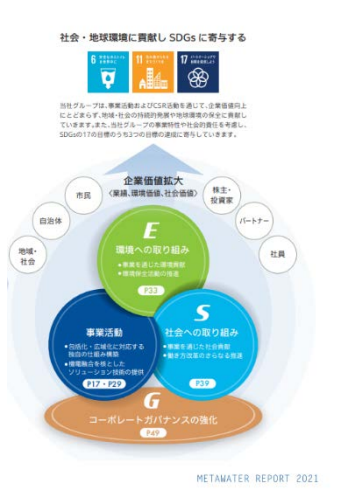 社会・地球環境に貢献し SDGs に寄与する
6
11
17
当社グループは、事業活動およびCSR活動を通じて、企業価値向上
にとどまらず、地域・社会の持続的発展や地球環境の保全に貢献し
ていきます。また、当社グループの事業特性や社会的責任を考慮し、
SDGsの17の目標のうち3つの目標の達成に寄与していきます。
企業価値拡大
〈業績、環境価値、社会価値〉
市民
株主・
投資家
自治体
パートナー
地域・
社会
社員
E
環境への取り組み
●事業を通じた環境貢献
●環境保全活動の推進
P33
事業活動
●包括化・広域化に対応する
独自の仕組み構築
●機電融合を核とした
ソリューション技術の提供
P17・P29
S
社会への取り組み
●事業を通じた社会貢献
●働き方改革のさらなる推進
P39
G
コーポレートガバナンスの強化
P49
METAWATER REPORT 2021